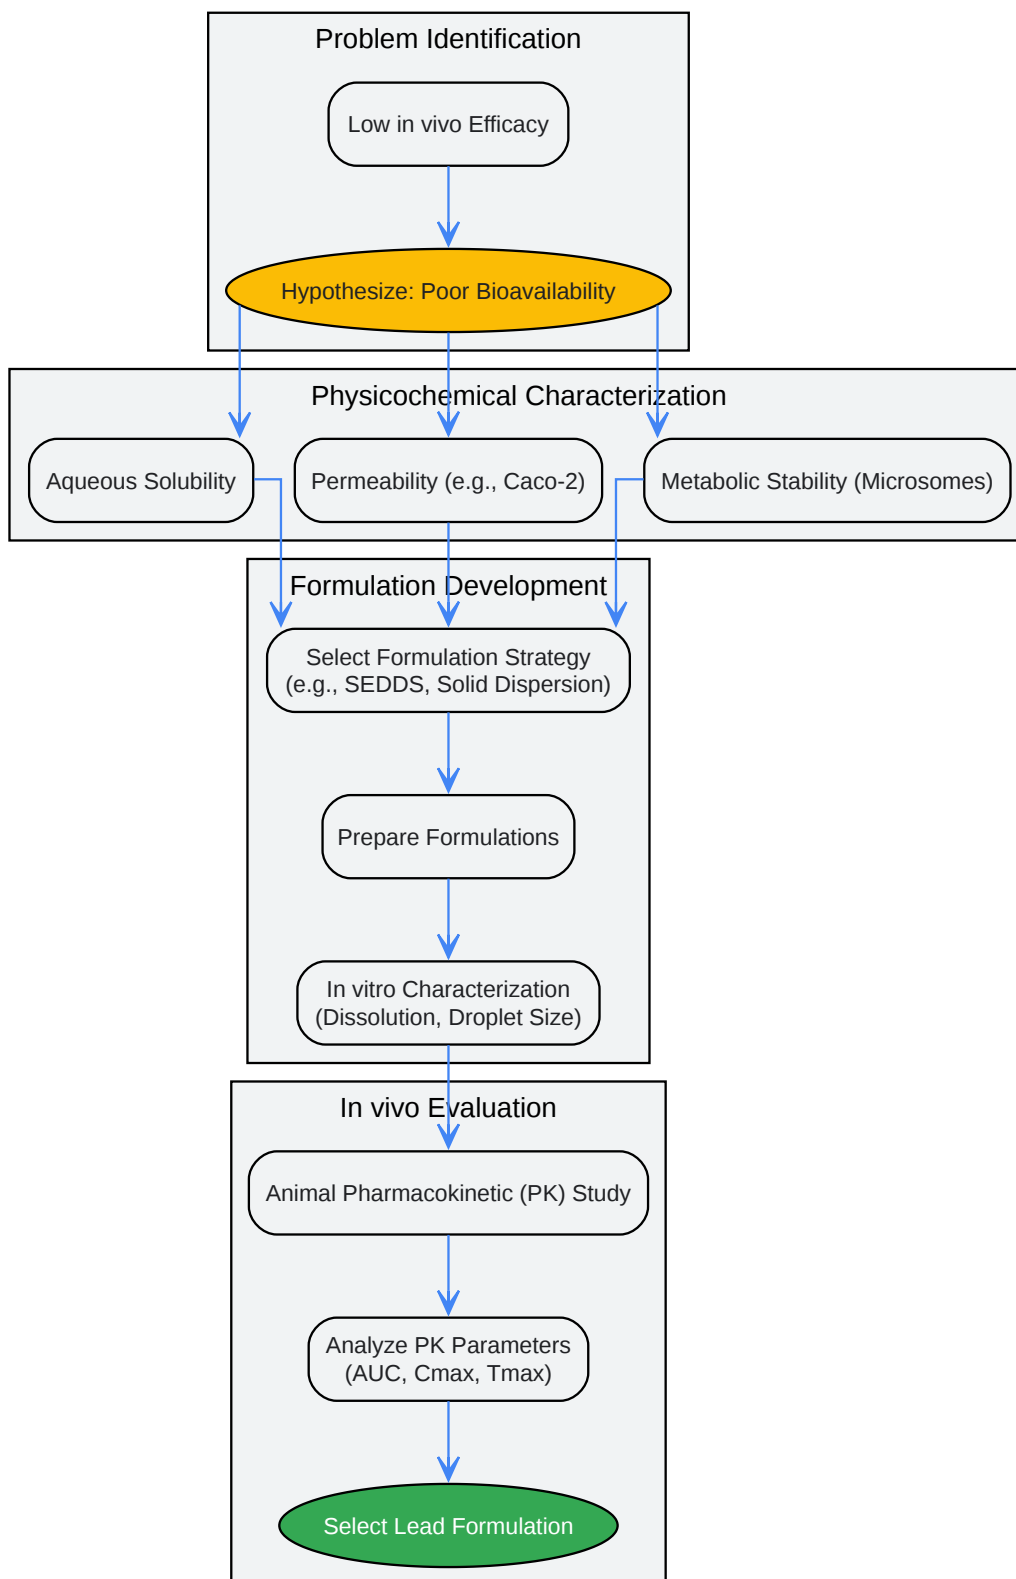 Problem Identification
Low in vivo Efficacy
Hypothesize: Poor Bioavailability
Physicochemical Characterization
Aqueous Solubility
Permeability (e.g., Caco-2)
Metabolic Stability (Microsomes)
Formulation Development
Select Formulation Strategy
(e.g., SEDDS, Solid Dispersion)
Prepare Formulations
In vitro Characterization
(Dissolution, Droplet Size)
In vivo Evaluation
Animal Pharmacokinetic (PK) Study
Analyze PK Parameters
(AUC, Cmax, Tmax)
Select Lead Formulation